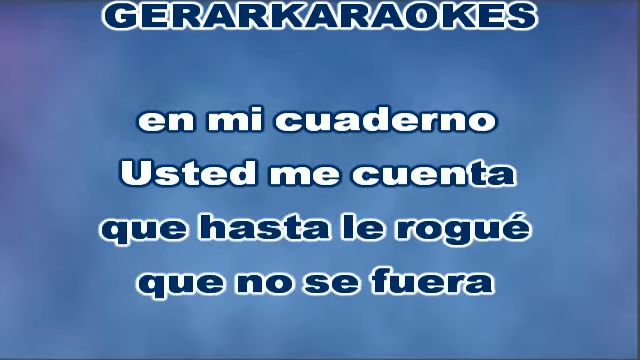 GERARKARAOKES
en mi cuaderno
Usted me cuenta
que hasta le rogué
que no se fuera